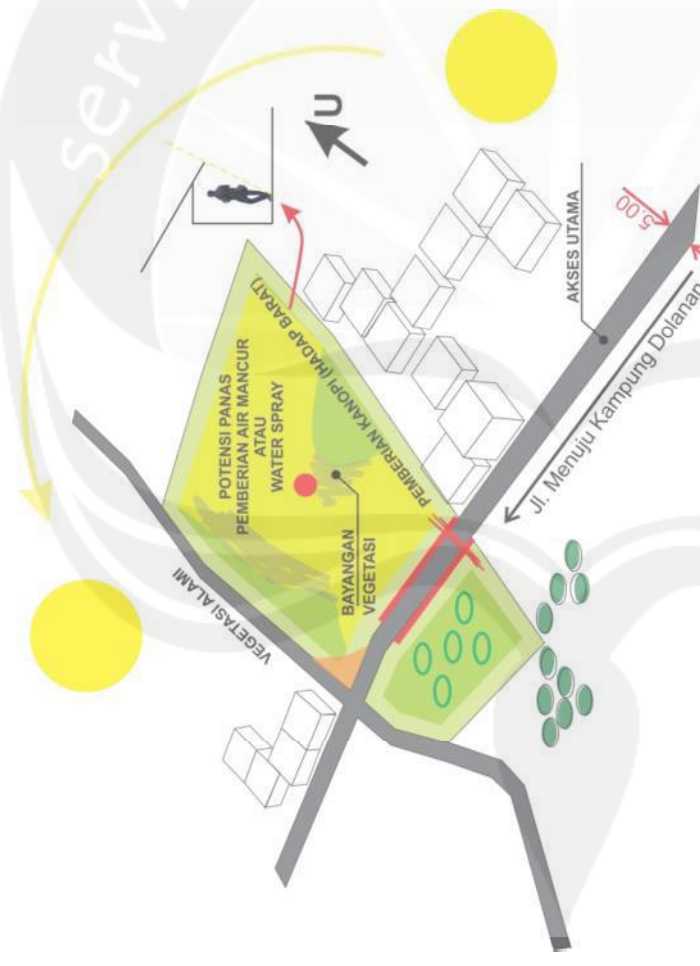 serv
U
5.00
AKSES UTAMA
Jl. Menuju Kampung Dolanan
PEMBERIAN KANOPI (HADAP BARAT)
POTENSI PANAS
PEMBERIAN AIR MANCUR
ATAU
WATER SPRAY
BAYANGAN
VEGETASI
VEGETASI ALAMI